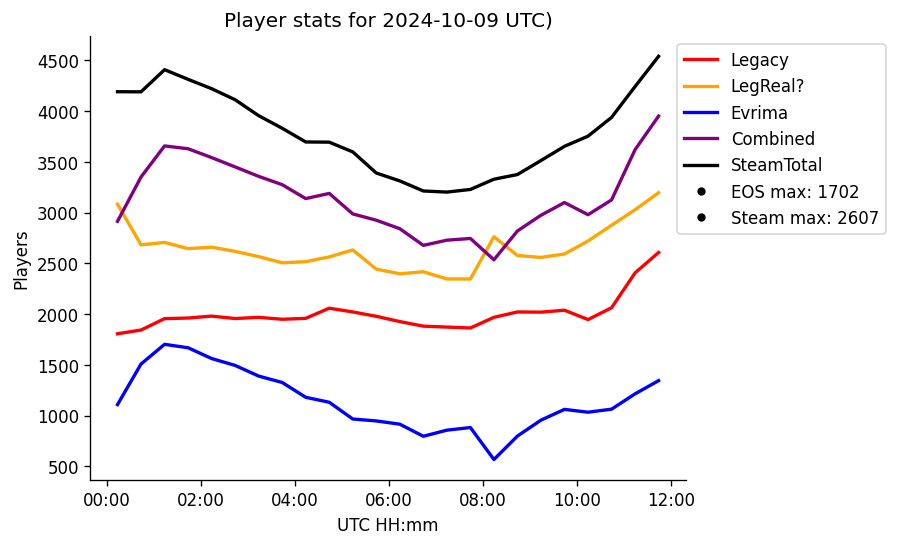 Player stats for 2024-10-09 UTC)
Players
4500
4000
3500
3000
2500
2000
1500
1000
500
00:00 02:00 04:00 06:00 08:00 10:00 12:00
UTC HH:mm
Legacy
LegReal?
Evrima
Combined
SteamTotal
EOS max: 1702
Steam max: 2607